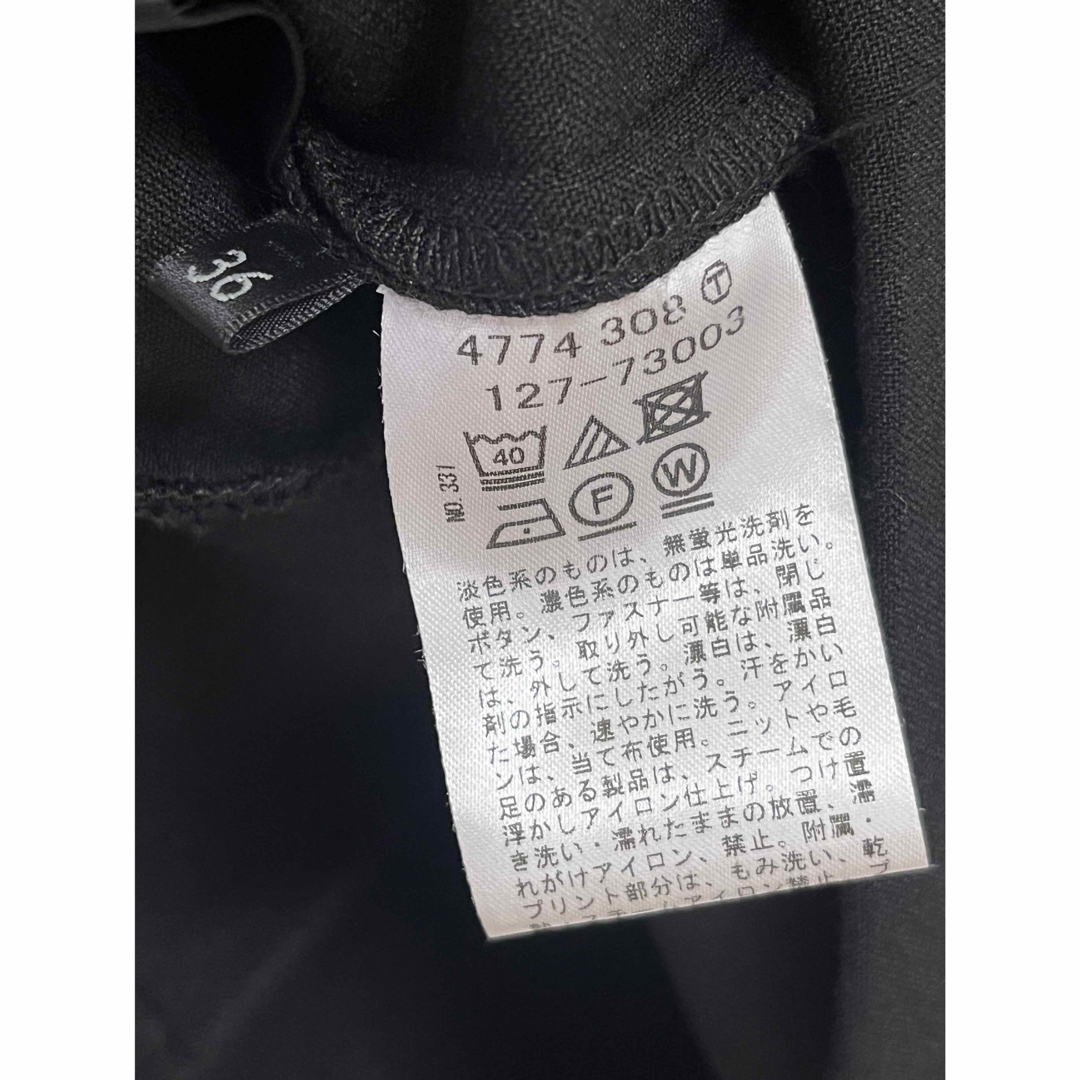 36
4774 308 Ⓣ
127-73003
NO.331
40
F
W
淡色系のものは、無蛍光洗剤を
使用。濃色系のものは単品洗い。
ボタン、ファスナー等は、閉じ
て洗う。取り外し可能な附属品
は、外して洗う。漂白は、漂白
剤の指示にしたがう。汗をかい
た場合、速やかに洗う。アイロ
ンは、当て布使用。ニットや毛
足のある製品は、スチームでの
浮かしアイロン仕上げ。つけ置
き洗い・濡れたままの放置、濡
れがけアイロン、禁止。附属・
プリント部分は、もみ洗い、乾